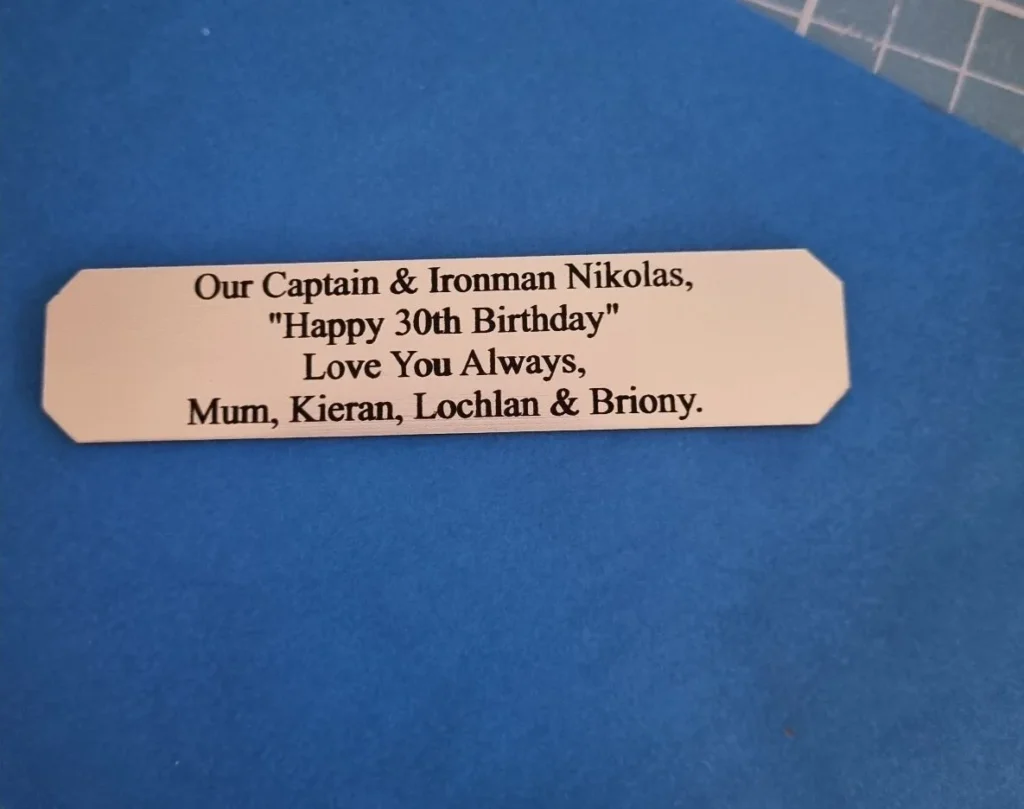 Our Captain & Ironman Nikolas,
"Happy 30th Birthday"
Love You Always,
Mum, Kieran, Lochlan & Briony.